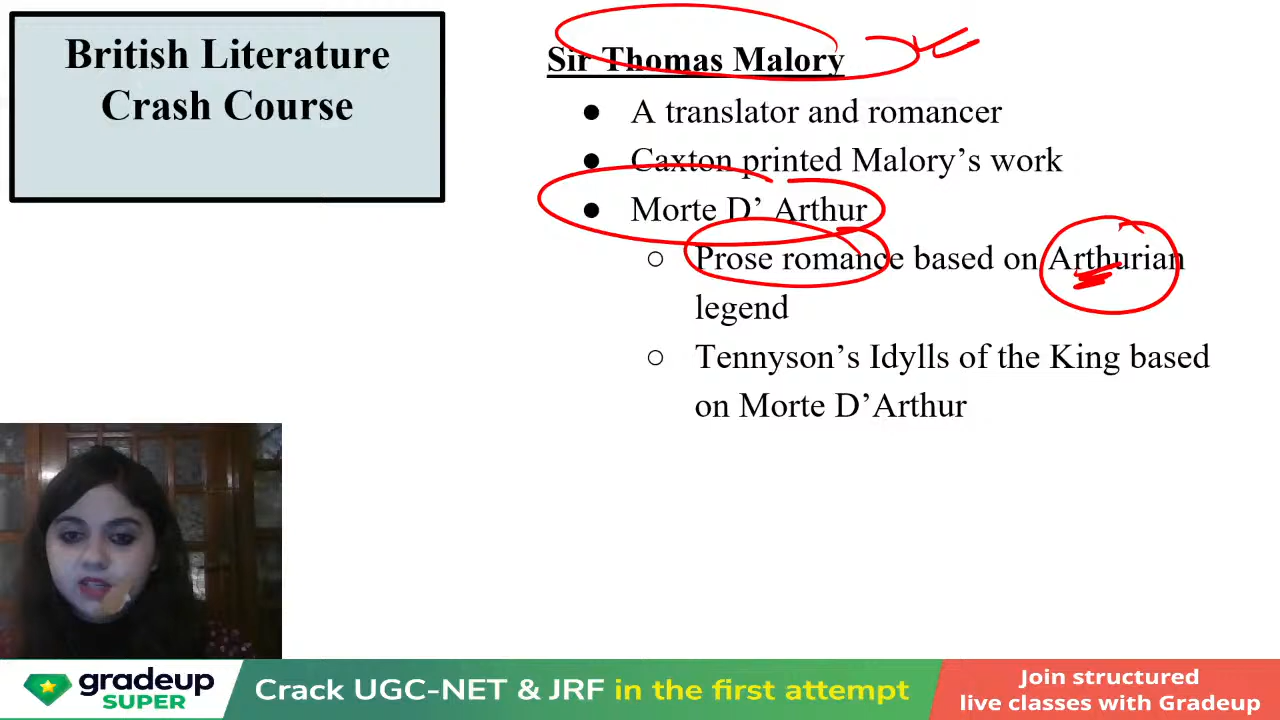 British Literature
Crash Course
Sir Thomas Malory
● A translator and romancer
● Caxton printed Malory’s work
● Morte D’ Arthur
○ Prose romance based on Arthurian
legend
○ Tennyson’s Idylls of the King based
on Morte D’Arthur
gradeup
SUPER
Crack UGC-NET & JRF in the first attempt
Join structured
live classes with Gradeup